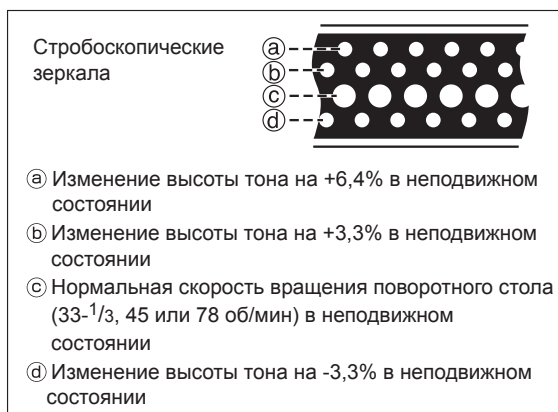 Стробоскопические
зеркала
ⓐ
ⓑ
ⓒ
ⓓ
ⓐ Изменение высоты тона на +6,4% в неподвижном
состоянии
ⓑ Изменение высоты тона на +3,3% в неподвижном
состоянии
ⓒ Нормальная скорость вращения поворотного стола
(33-1/3, 45 или 78 об/мин) в неподвижном
состоянии
ⓓ Изменение высоты тона на -3,3% в неподвижном
состоянии